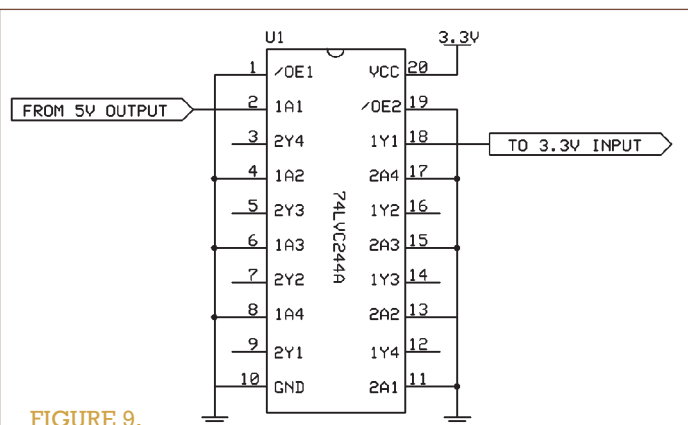 U1
3.3V
1 /OE1 VCC 20
FROM 5V OUTPUT
2 1A1 /OE2 19
3 2Y4 1Y1 18
TO 3.3V INPUT
4 1A2 2A4 17
5 2Y3 1Y2 16
74LVC244A
6 1A3 2A3 15
7 2Y2 1Y3 14
8 1A4 2A2 13
9 2Y1 1Y4 12
10 GND 2A1 11
FIGURE 9.